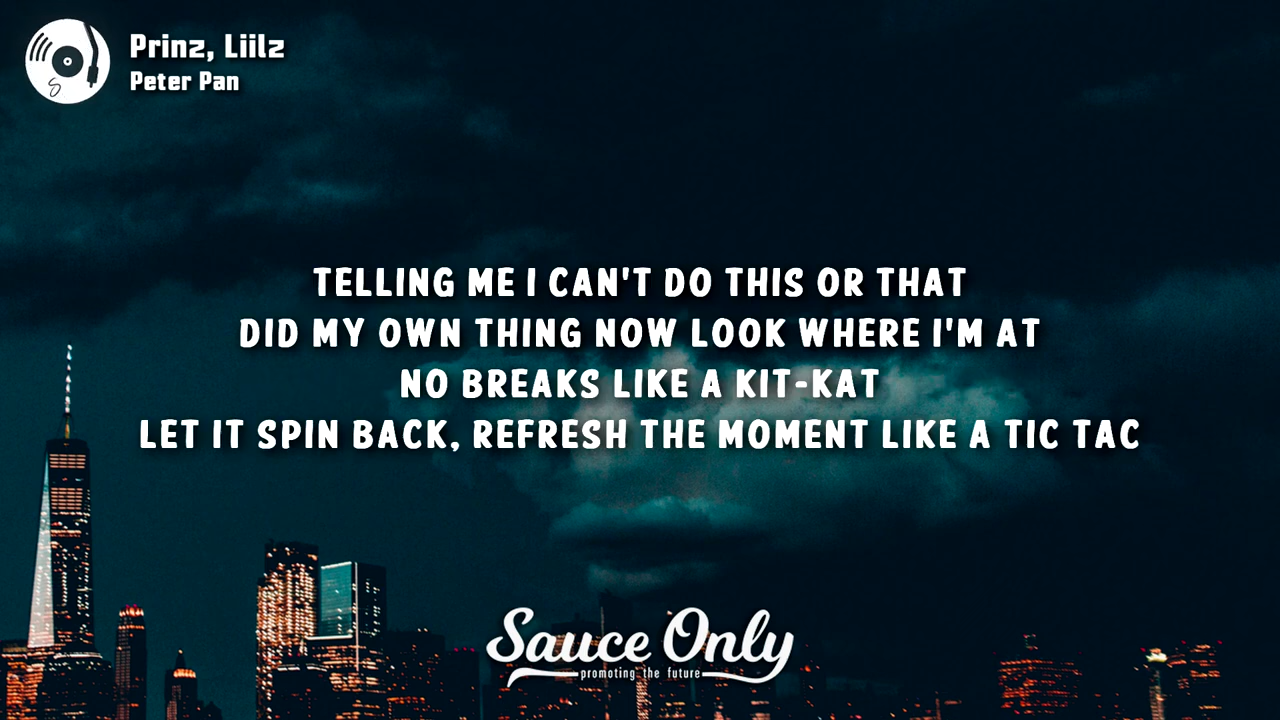 Prinz, Liilz
Peter Pan
TELLING ME I CAN'T DO THIS OR THAT
DID MY OWN THING NOW LOOK WHERE I'M AT
NO BREAKS LIKE A KIT-KAT
LET IT SPIN BACK, REFRESH THE MOMENT LIKE A TIC TAC
Sauce Only
promoting the future